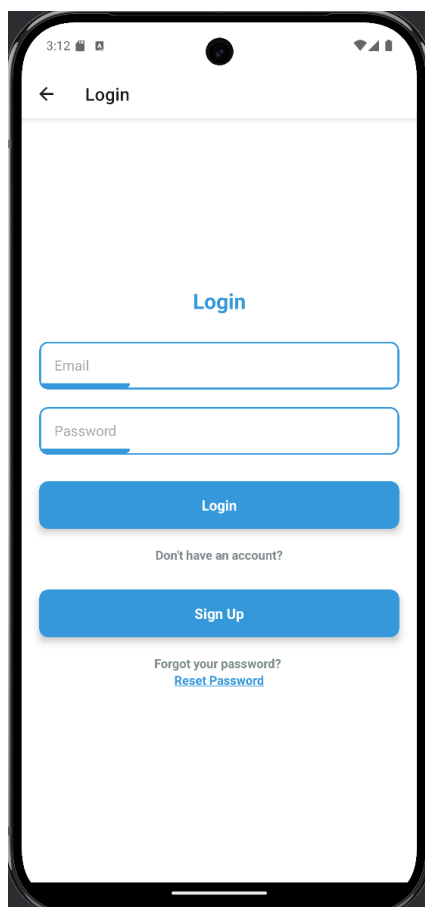 3:12
Login
Login
Email
Password
Login
Don't have an account?
Sign Up
Forgot your password?
Reset Password